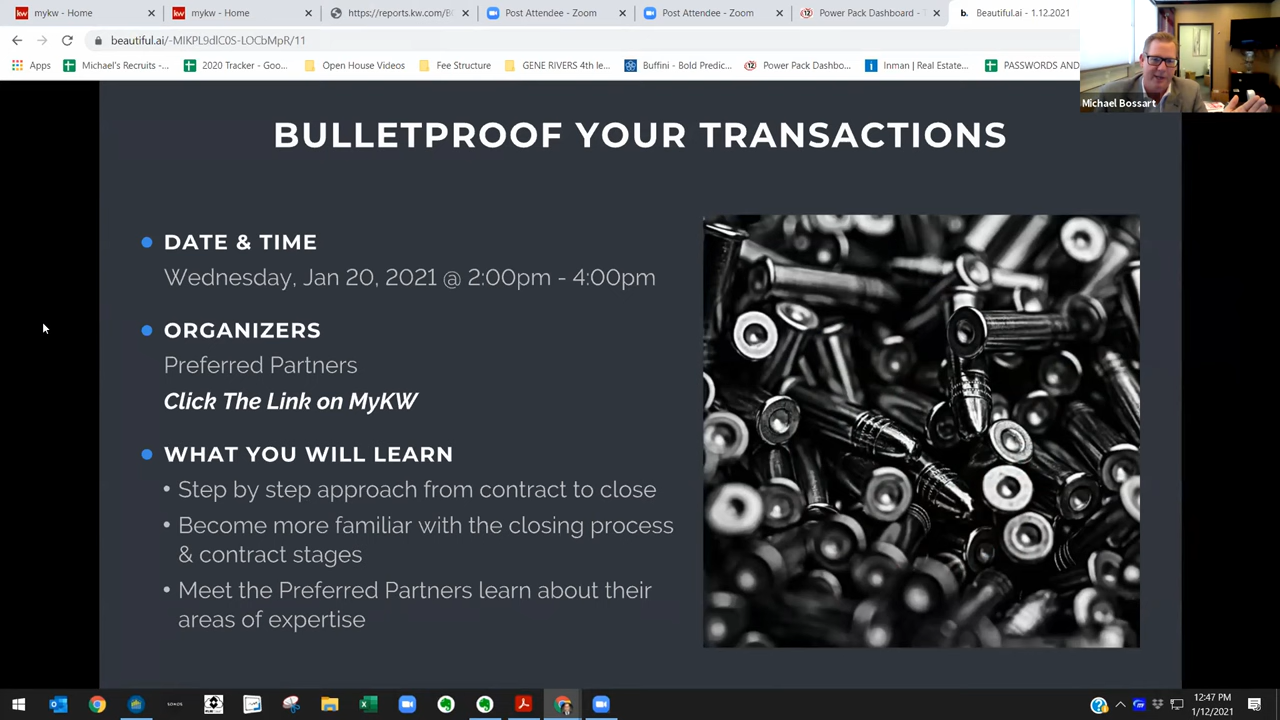 mykw - Home
mykw - Home
https://reports.kw.com/E
Post Attendee - Zoom
Post Attendee - Zoom
Power Pack Dashboard -
Beautiful.ai - 1.12.2021
beautiful.ai/-MIKPL9dlC0S-LOCbMpR/11
Apps
Michael's Recruits -...
2020 Tracker - Goo...
Open House Videos
Fee Structure
GENE RIVERS 4th le...
Buffini - Bold Predic...
Power Pack Dashbo...
Inman | Real Estate...
PASSWORDS AND
Michael Bossart
BULLETPROOF YOUR TRANSACTIONS
DATE & TIME
Wednesday, Jan 20, 2021 @ 2:00pm - 4:00pm
ORGANIZERS
Preferred Partners
Click The Link on MyKW
WHAT YOU WILL LEARN
• Step by step approach from contract to close
• Become more familiar with the closing process
& contract stages
• Meet the Preferred Partners learn about their
areas of expertise
12:47 PM
1/12/2021